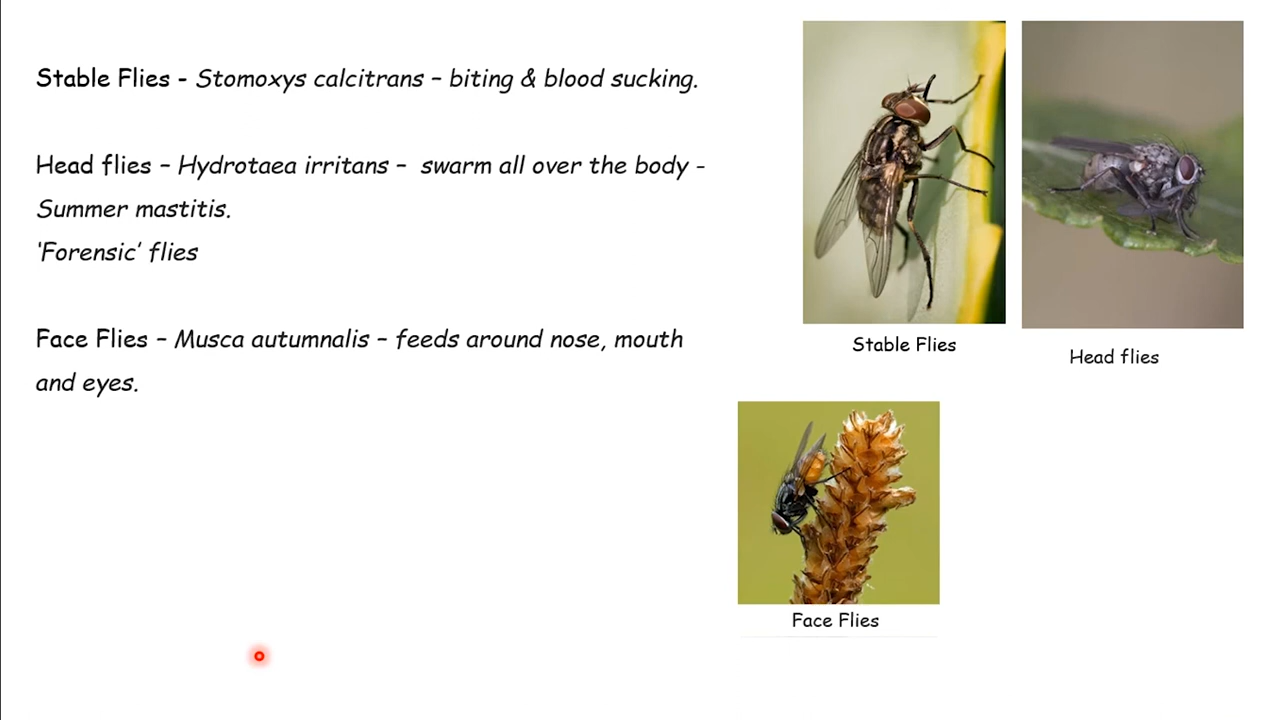 Stable Flies - Stomoxys calcitrans – biting & blood sucking.
Head flies – Hydrotaea irritans –  swarm all over the body -
Summer mastitis.
‘Forensic’ flies
Face Flies – Musca autumnalis – feeds around nose, mouth
and eyes.
Stable Flies
Head flies
Face Flies